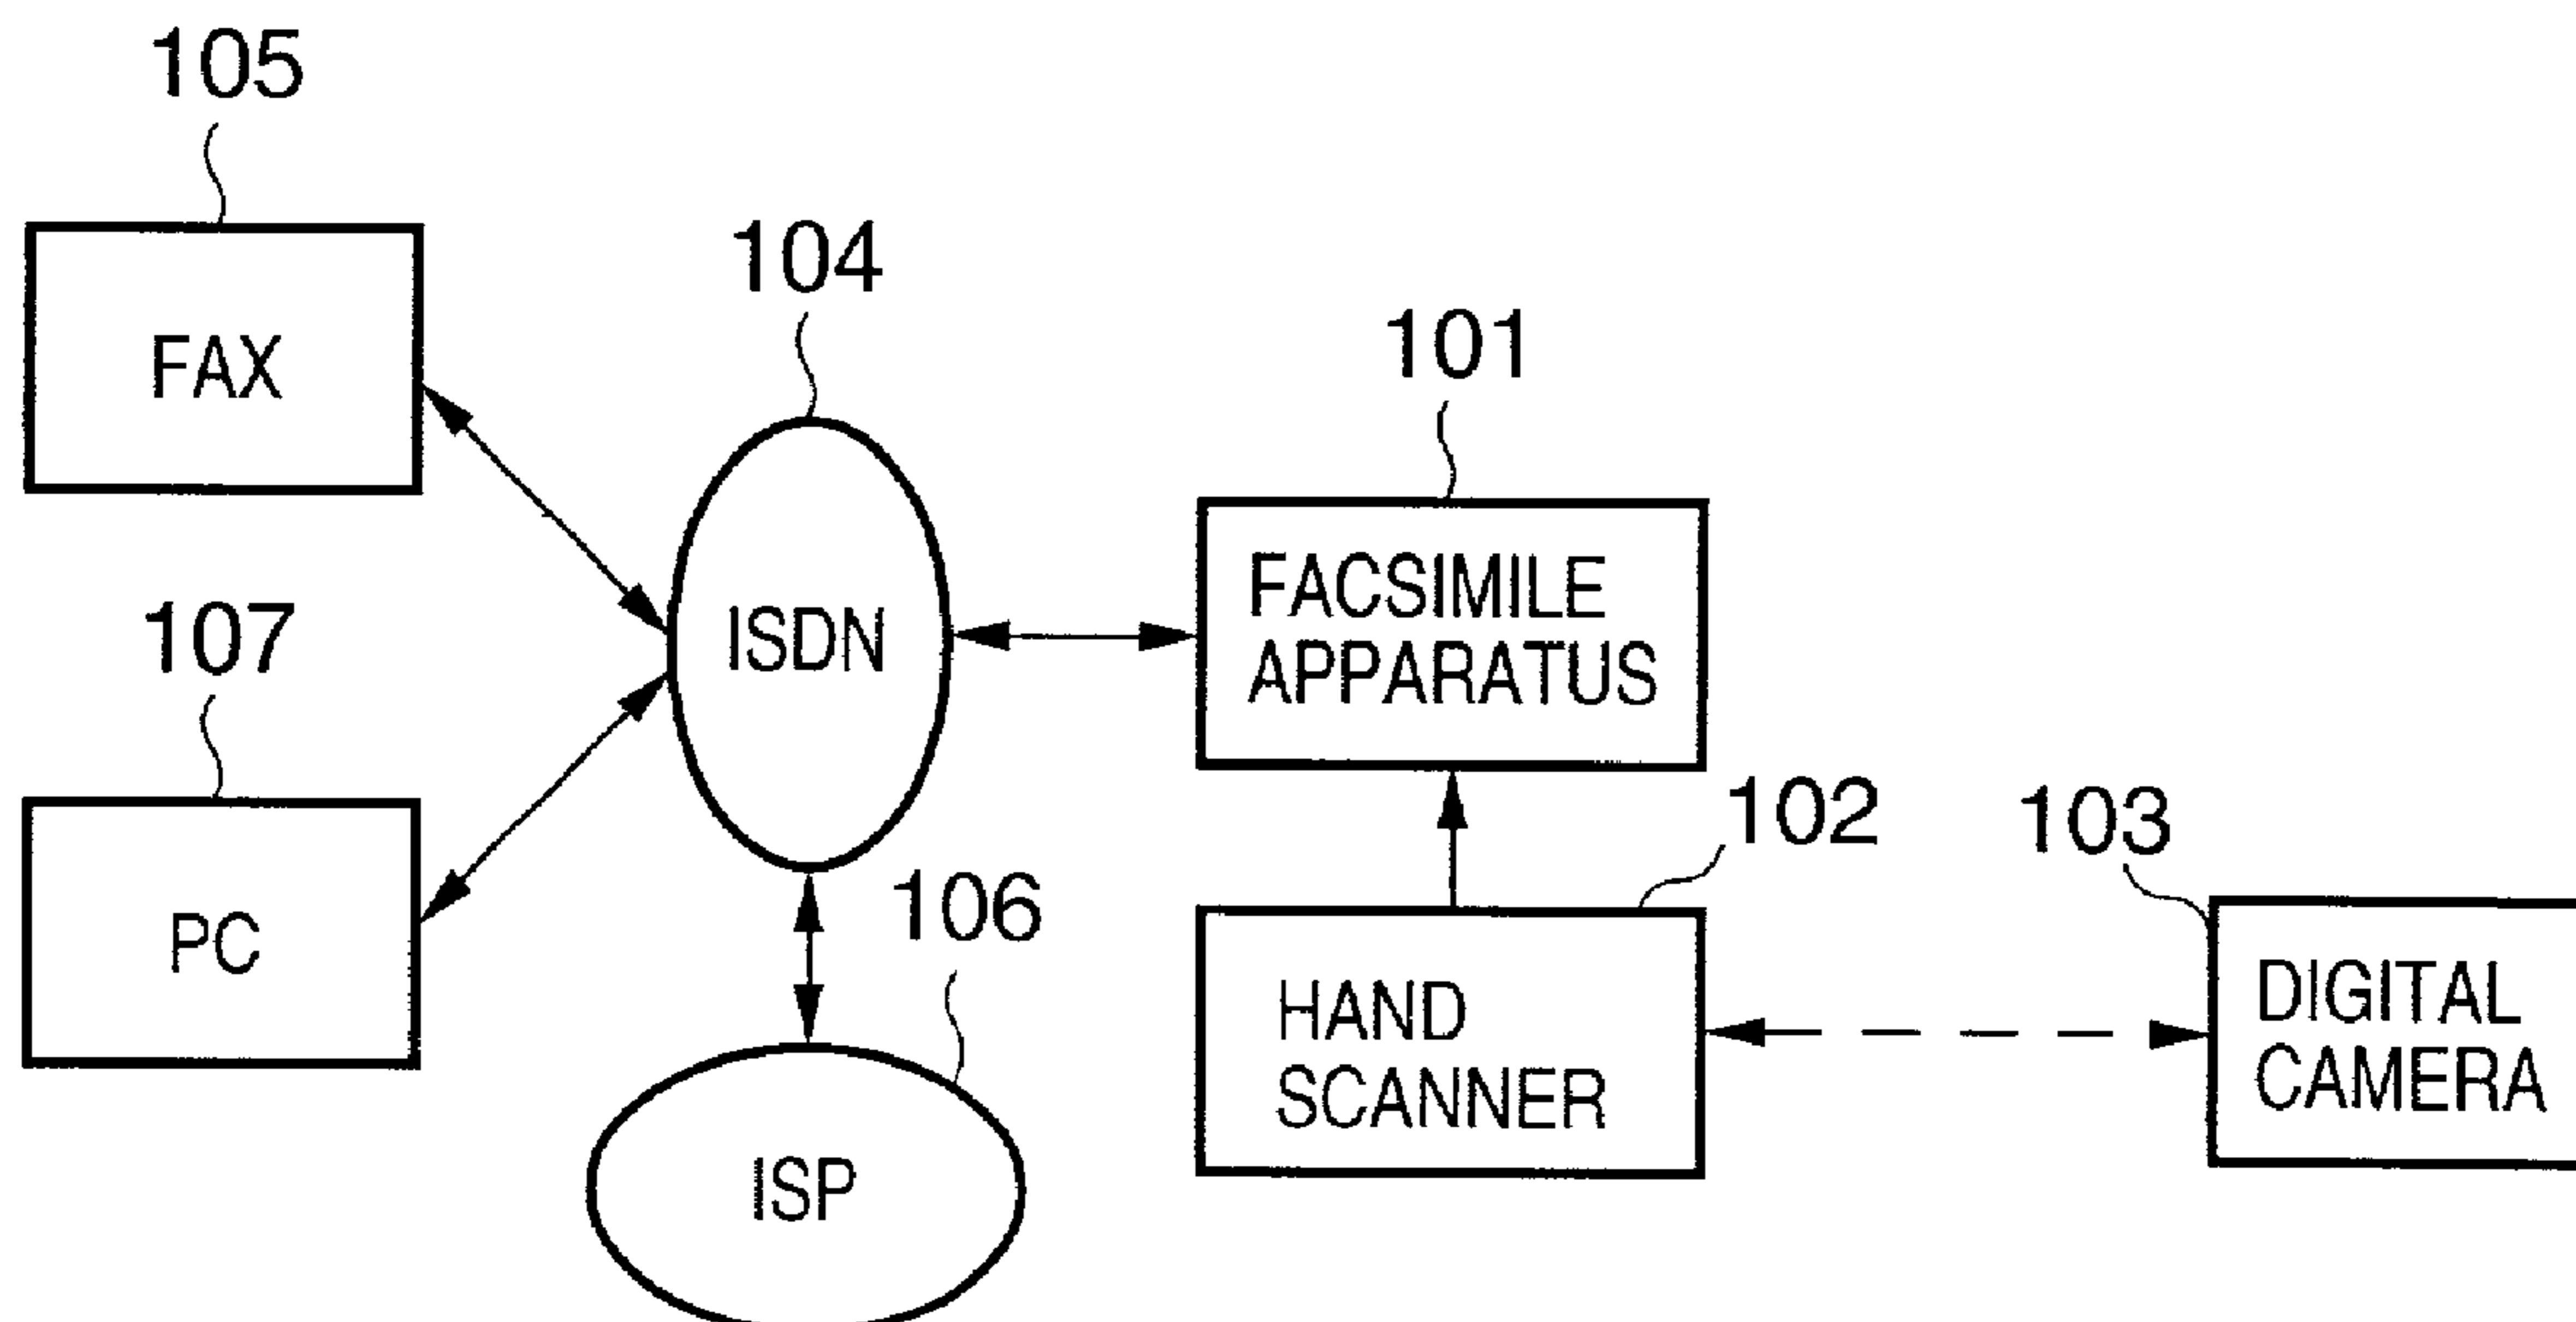 105
FAX
104
ISDN
101
FACSIMILE
APPARATUS
107
PC
106
ISP
102
HAND
SCANNER
103
DIGITAL
CAMERA